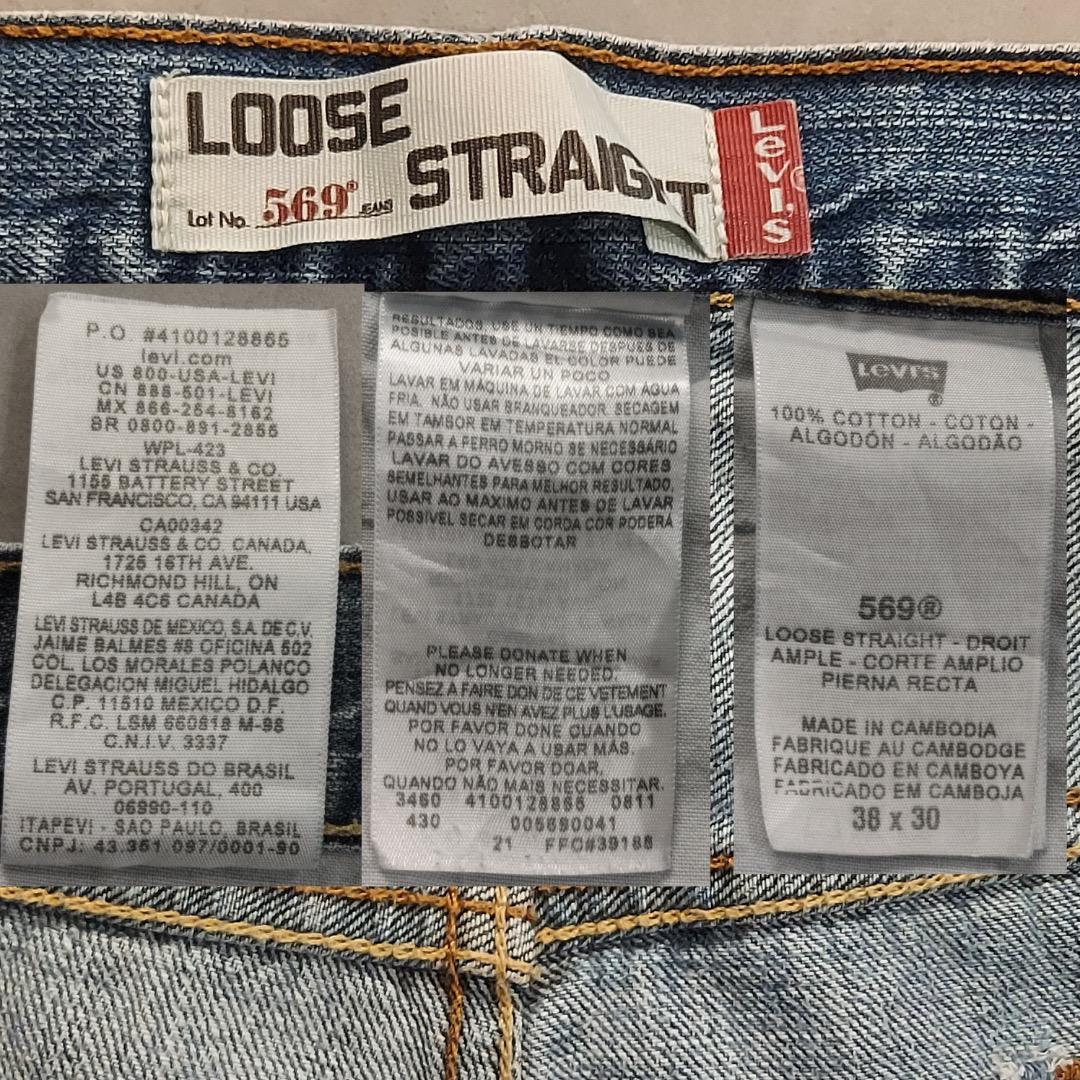 LOOSE
STRAIGHT
Lot No. 569® JEANS
Levi's
P.O. #4100128865
levi.com
US 800-USA-LEVI
CN 888-501-LEVI
MX 866-254-8162
BR 0800-891-2855
WPL-423
LEVI STRAUSS & CO.
1155 BATTERY STREET
SAN FRANCISCO, CA 94111 USA
CA00342
LEVI STRAUSS & CO. CANADA,
1725 16TH AVE.
RICHMOND HILL, ON
L4B 4C6 CANADA
LEVI STRAUSS DE MEXICO, S.A. DE C.V.
JAIME BALMES #8 OFICINA 602
COL. LOS MORALES POLANCO
DELEGACION MIGUEL HIDALGO
C.P. 11510 MEXICO D.F.
R.F.C. LSM 660818 M-96
C.N.I.V. 3337
LEVI STRAUSS DO BRASIL
AV. PORTUGAL, 400
06990-110
ITAPEVI - SAO PAULO, BRASIL
CNPJ: 43.351 097/0001-90
RESULTADOS, USE UN TIEMPO COMO SEA
POSIBLE ANTES DE LAVARSE DESPUES DE
ALGUNAS LAVADAS EL COLOR PUEDE
VARIAR UN POCO
LAVAR EM MÁQUINA DE LAVAR COM ÁGUA
FRIA. NÃO USAR BRANQUEADOR. SECAGEM
EM TAMBOR EM TEMPERATURA NORMAL
PASSAR A FERRO MORNO SE NECESSÁRIO
LAVAR DO AVESSO COM CORES
SEMELHANTES PARA MELHOR RESULTADO.
USAR AO MAXIMO ANTES DE LAVAR
POSSIVEL SECAR EM CORDA COR PODERÁ
DESBOTAR
PLEASE DONATE WHEN
NO LONGER NEEDED.
PENSEZ A FAIRE DON DE CE VETEMENT
QUAND VOUS N'EN AVEZ PLUS L'USAGE.
POR FAVOR DONE CUANDO
NO LO VAYA A USAR MÁS.
POR FAVOR DOAR,
QUANDO NÃO MAIS NECESSITAR.
3460 4100128865 0811
430 005690041
21 FFC#39188
Levi's®
100% COTTON - COTON -
ALGODÓN - ALGODÃO
569®
LOOSE STRAIGHT - DROIT
AMPLE - CORTE AMPLIO
PIERNA RECTA
MADE IN CAMBODIA
FABRIQUE AU CAMBODGE
FABRICADO EN CAMBOYA
FABRICADO EM CAMBOJA
38 x 30